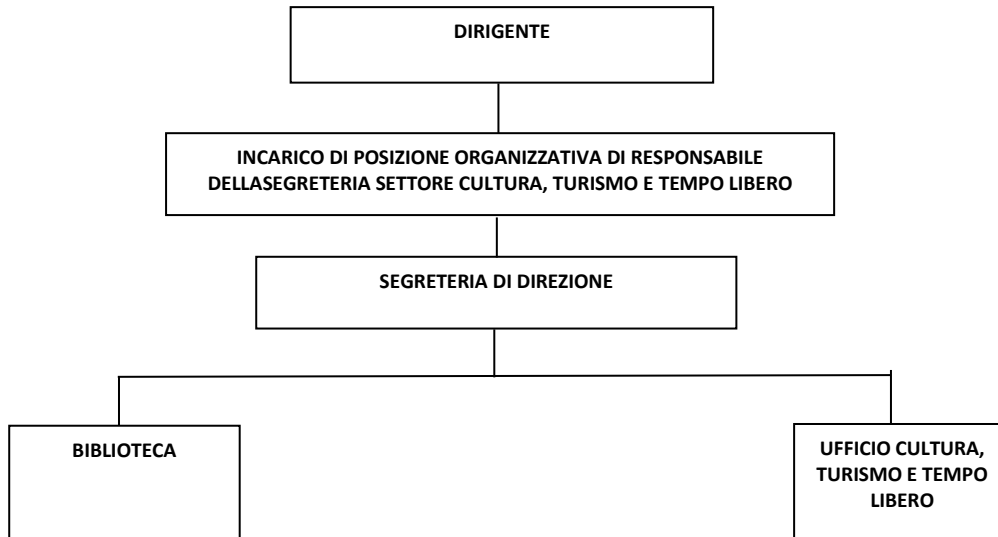 DIRIGENTE
INCARICO DI POSIZIONE ORGANIZZATIVA DI RESPONSABILE
DELLASEGRETERIA SETTORE CULTURA, TURISMO E TEMPO LIBERO
SEGRETERIA DI DIREZIONE
BIBLIOTECA
UFFICIO CULTURA,
TURISMO E TEMPO
LIBERO